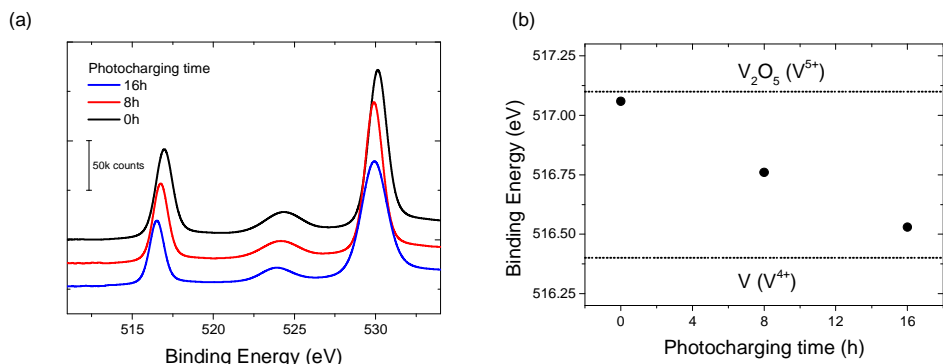 (a)
Photocharging time
16h
8h
0h
50k counts
515 520 525 530
Binding Energy (eV)
(b)
517.25
517.00
516.75
516.50
516.25
Binding Energy (eV)
V₂O₅ (V⁵⁺)
V (V⁴⁺)
0 4 8 12 16
Photocharging time (h)